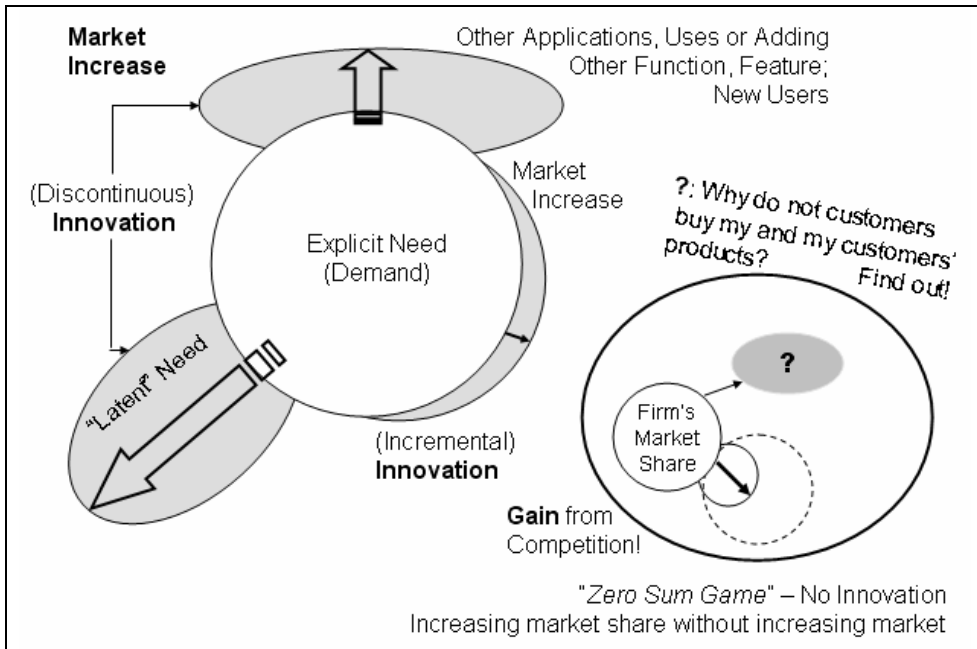 Market
Increase
Other Applications, Uses or Adding
Other Function, Feature;
New Users
(Discontinuous)
Innovation
Market
Increase
Explicit Need
(Demand)
?: Why do not customers
buy my and my customers'
products? Find out!
"Latent" Need
?
Firm's
Market
Share
(Incremental)
Innovation
Gain from
Competition!
"Zero Sum Game" – No Innovation
Increasing market share without increasing market